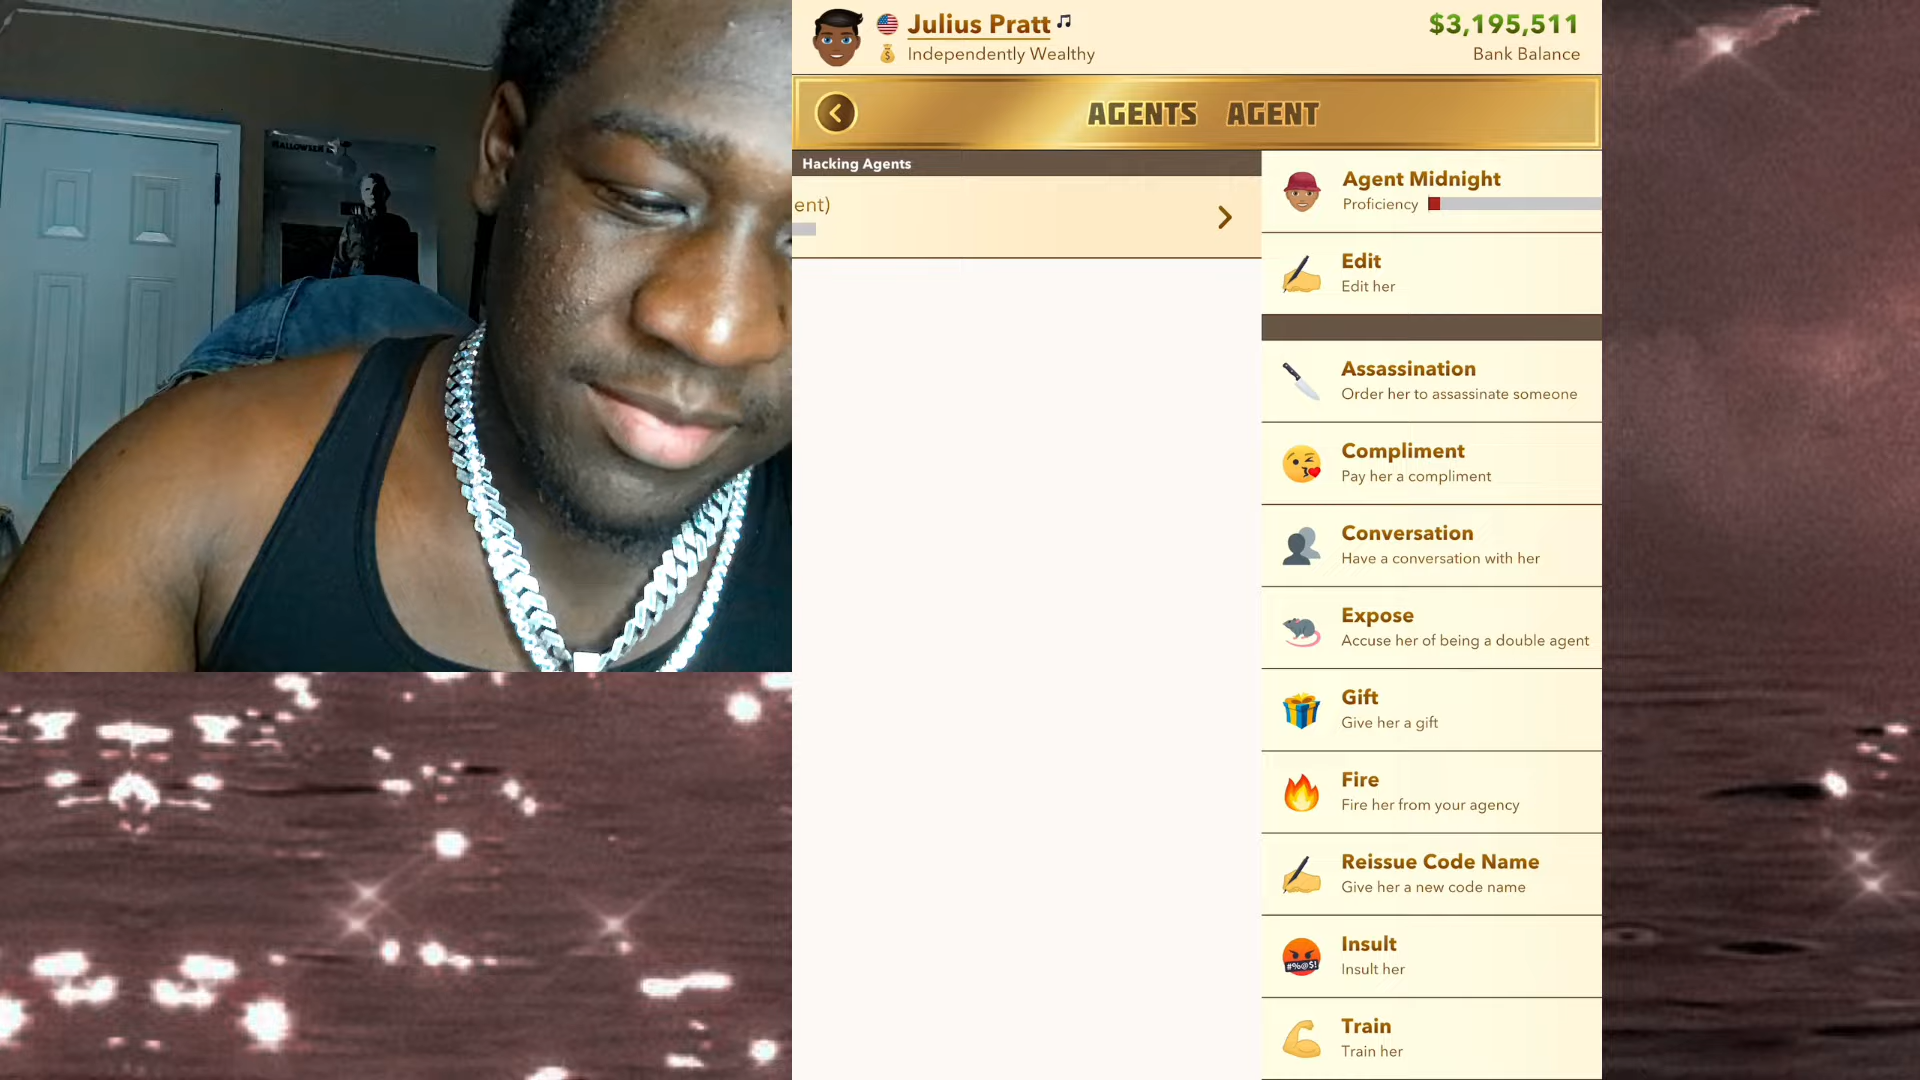 HALLOWEEN
Julius Pratt
Independently Wealthy
$3,195,511
Bank Balance
AGENTS AGENT
Hacking Agents
ent)
Agent Midnight
Proficiency
Edit
Edit her
Assassination
Order her to assassinate someone
Compliment
Pay her a compliment
Conversation
Have a conversation with her
Expose
Accuse her of being a double agent
Gift
Give her a gift
Fire
Fire her from your agency
Reissue Code Name
Give her a new code name
#%@$!
Insult
Insult her
Train
Train her